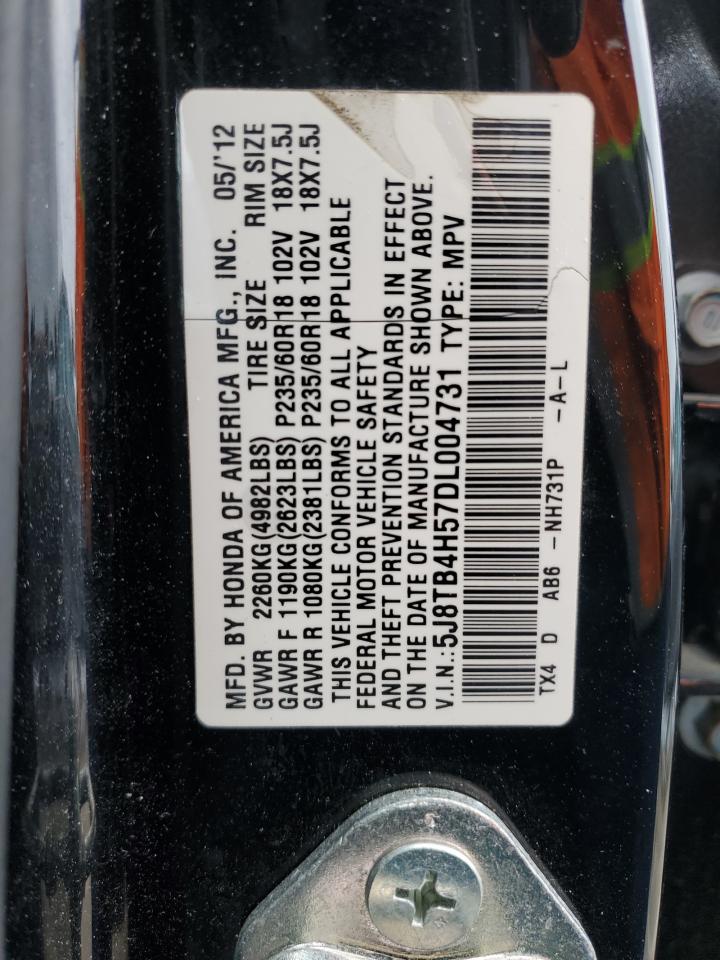 MFD. BY HONDA OF AMERICA MFG., INC. 05/'12
GVWR 2260KG(4982LBS) TIRE SIZE RIM SIZE
GAWR F 1190KG(2623LBS) P235/60R18 102V 18X7.5J
GAWR R 1080KG(2381LBS) P235/60R18 102V 18X7.5J
THIS VEHICLE CONFORMS TO ALL APPLICABLE
FEDERAL MOTOR VEHICLE SAFETY
AND THEFT PREVENTION STANDARDS IN EFFECT
ON THE DATE OF MANUFACTURE SHOWN ABOVE.
V.I.N.:5J8TB4H57DL004731 TYPE: MPV
TX4 D AB6 -NH731P -A-L